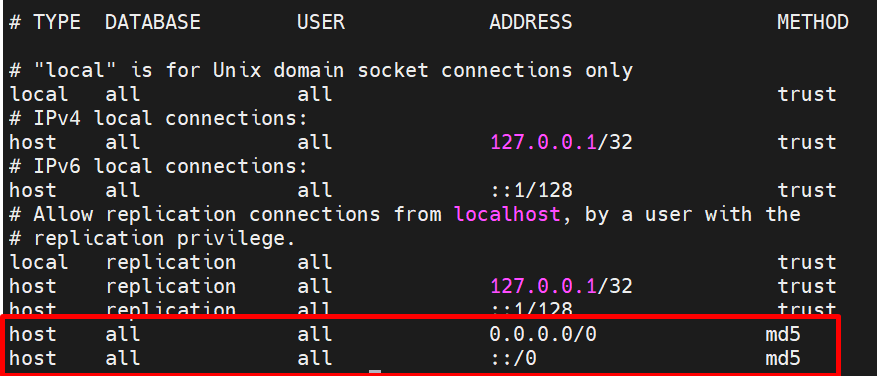 # TYPE  DATABASE        USER            ADDRESS                 METHOD
# "local" is for Unix domain socket connections only
local   all             all                                     trust
# IPv4 local connections:
host    all             all             127.0.0.1/32            trust
# IPv6 local connections:
host    all             all             ::1/128                 trust
# Allow replication connections from localhost, by a user with the
# replication privilege.
local   replication     all                                     trust
host    replication     all             127.0.0.1/32            trust
host    replication     all             ::1/128                 trust
host    all             all             0.0.0.0/0              md5
host    all             all             ::/0                   md5